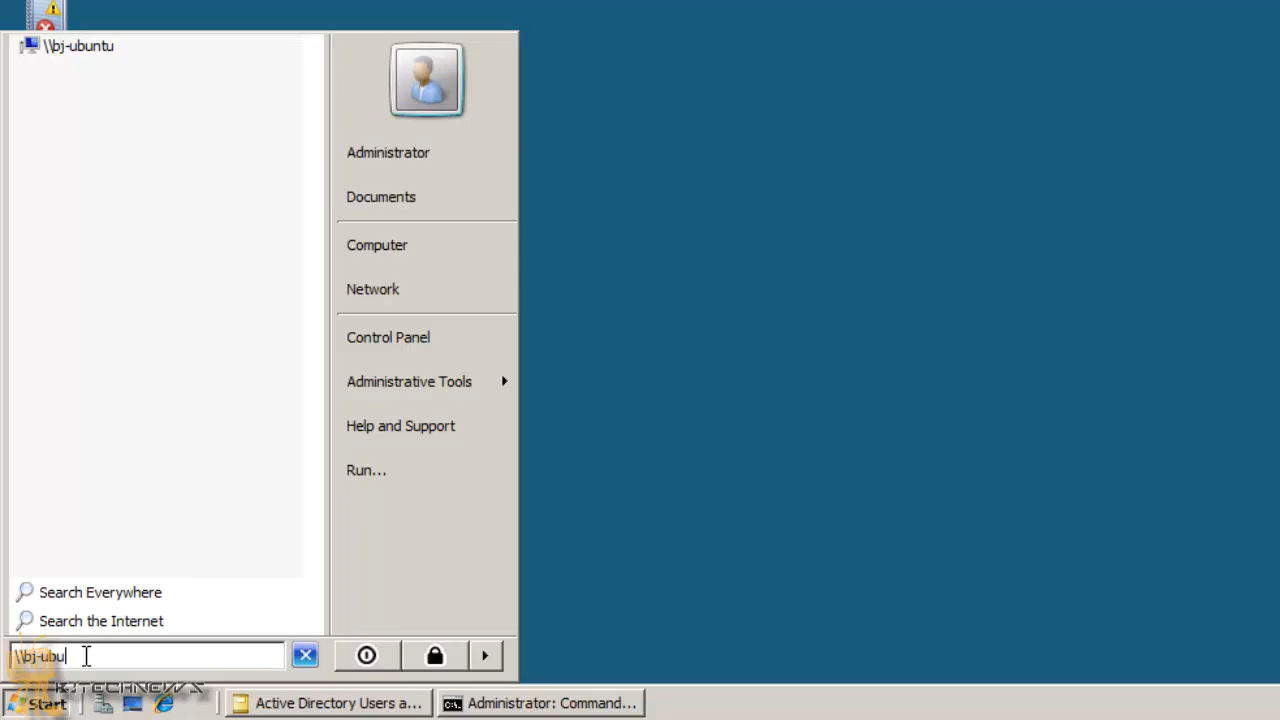 \\bj-ubuntu
Administrator
Documents
Computer
Network
Control Panel
Administrative Tools
Help and Support
Run...
Search Everywhere
Search the Internet
\\bj-ubu
BJTECHNEWS
Start
Active Directory Users a...
Administrator: Command...